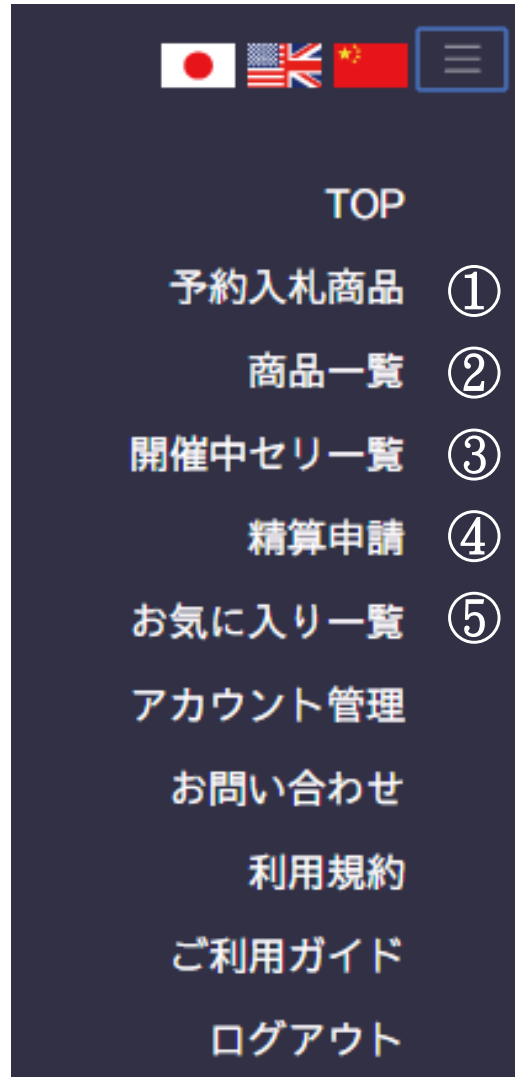 TOP
予約入札商品 ①
商品一覧 ②
開催中セリ一覧 ③
精算申請 ④
お気に入り一覧 ⑤
アカウント管理
お問い合わせ
利用規約
ご利用ガイド
ログアウト